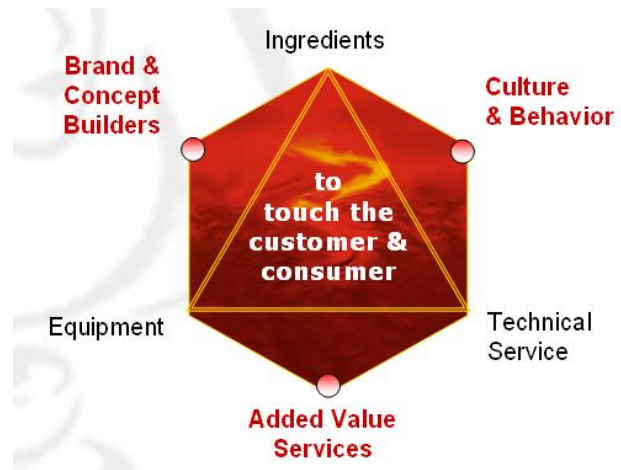 Ingredients
Brand &
Concept
Builders
Culture
& Behavior
to
touch the
customer &
consumer
Equipment
Technical
Service
Added Value
Services